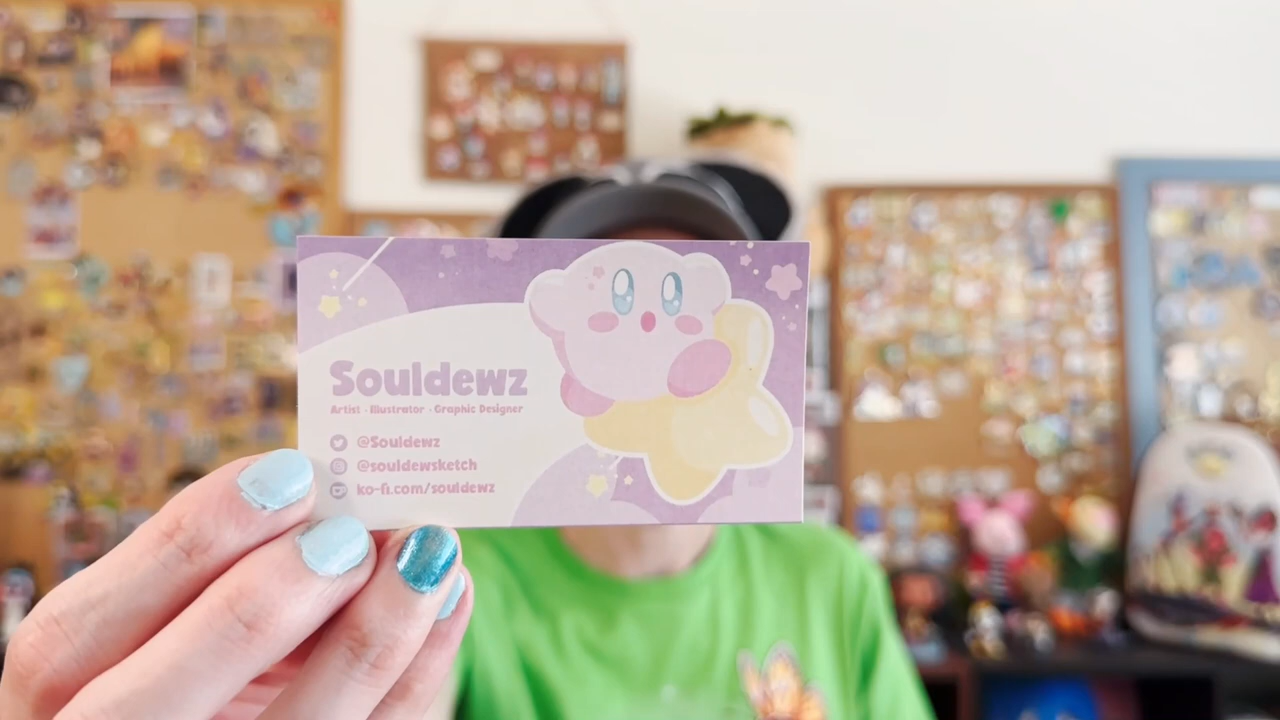 Souldewz
Artist · Illustrator · Graphic Designer
@Souldewz
@souldewsketch
ko-fi.com/souldewz